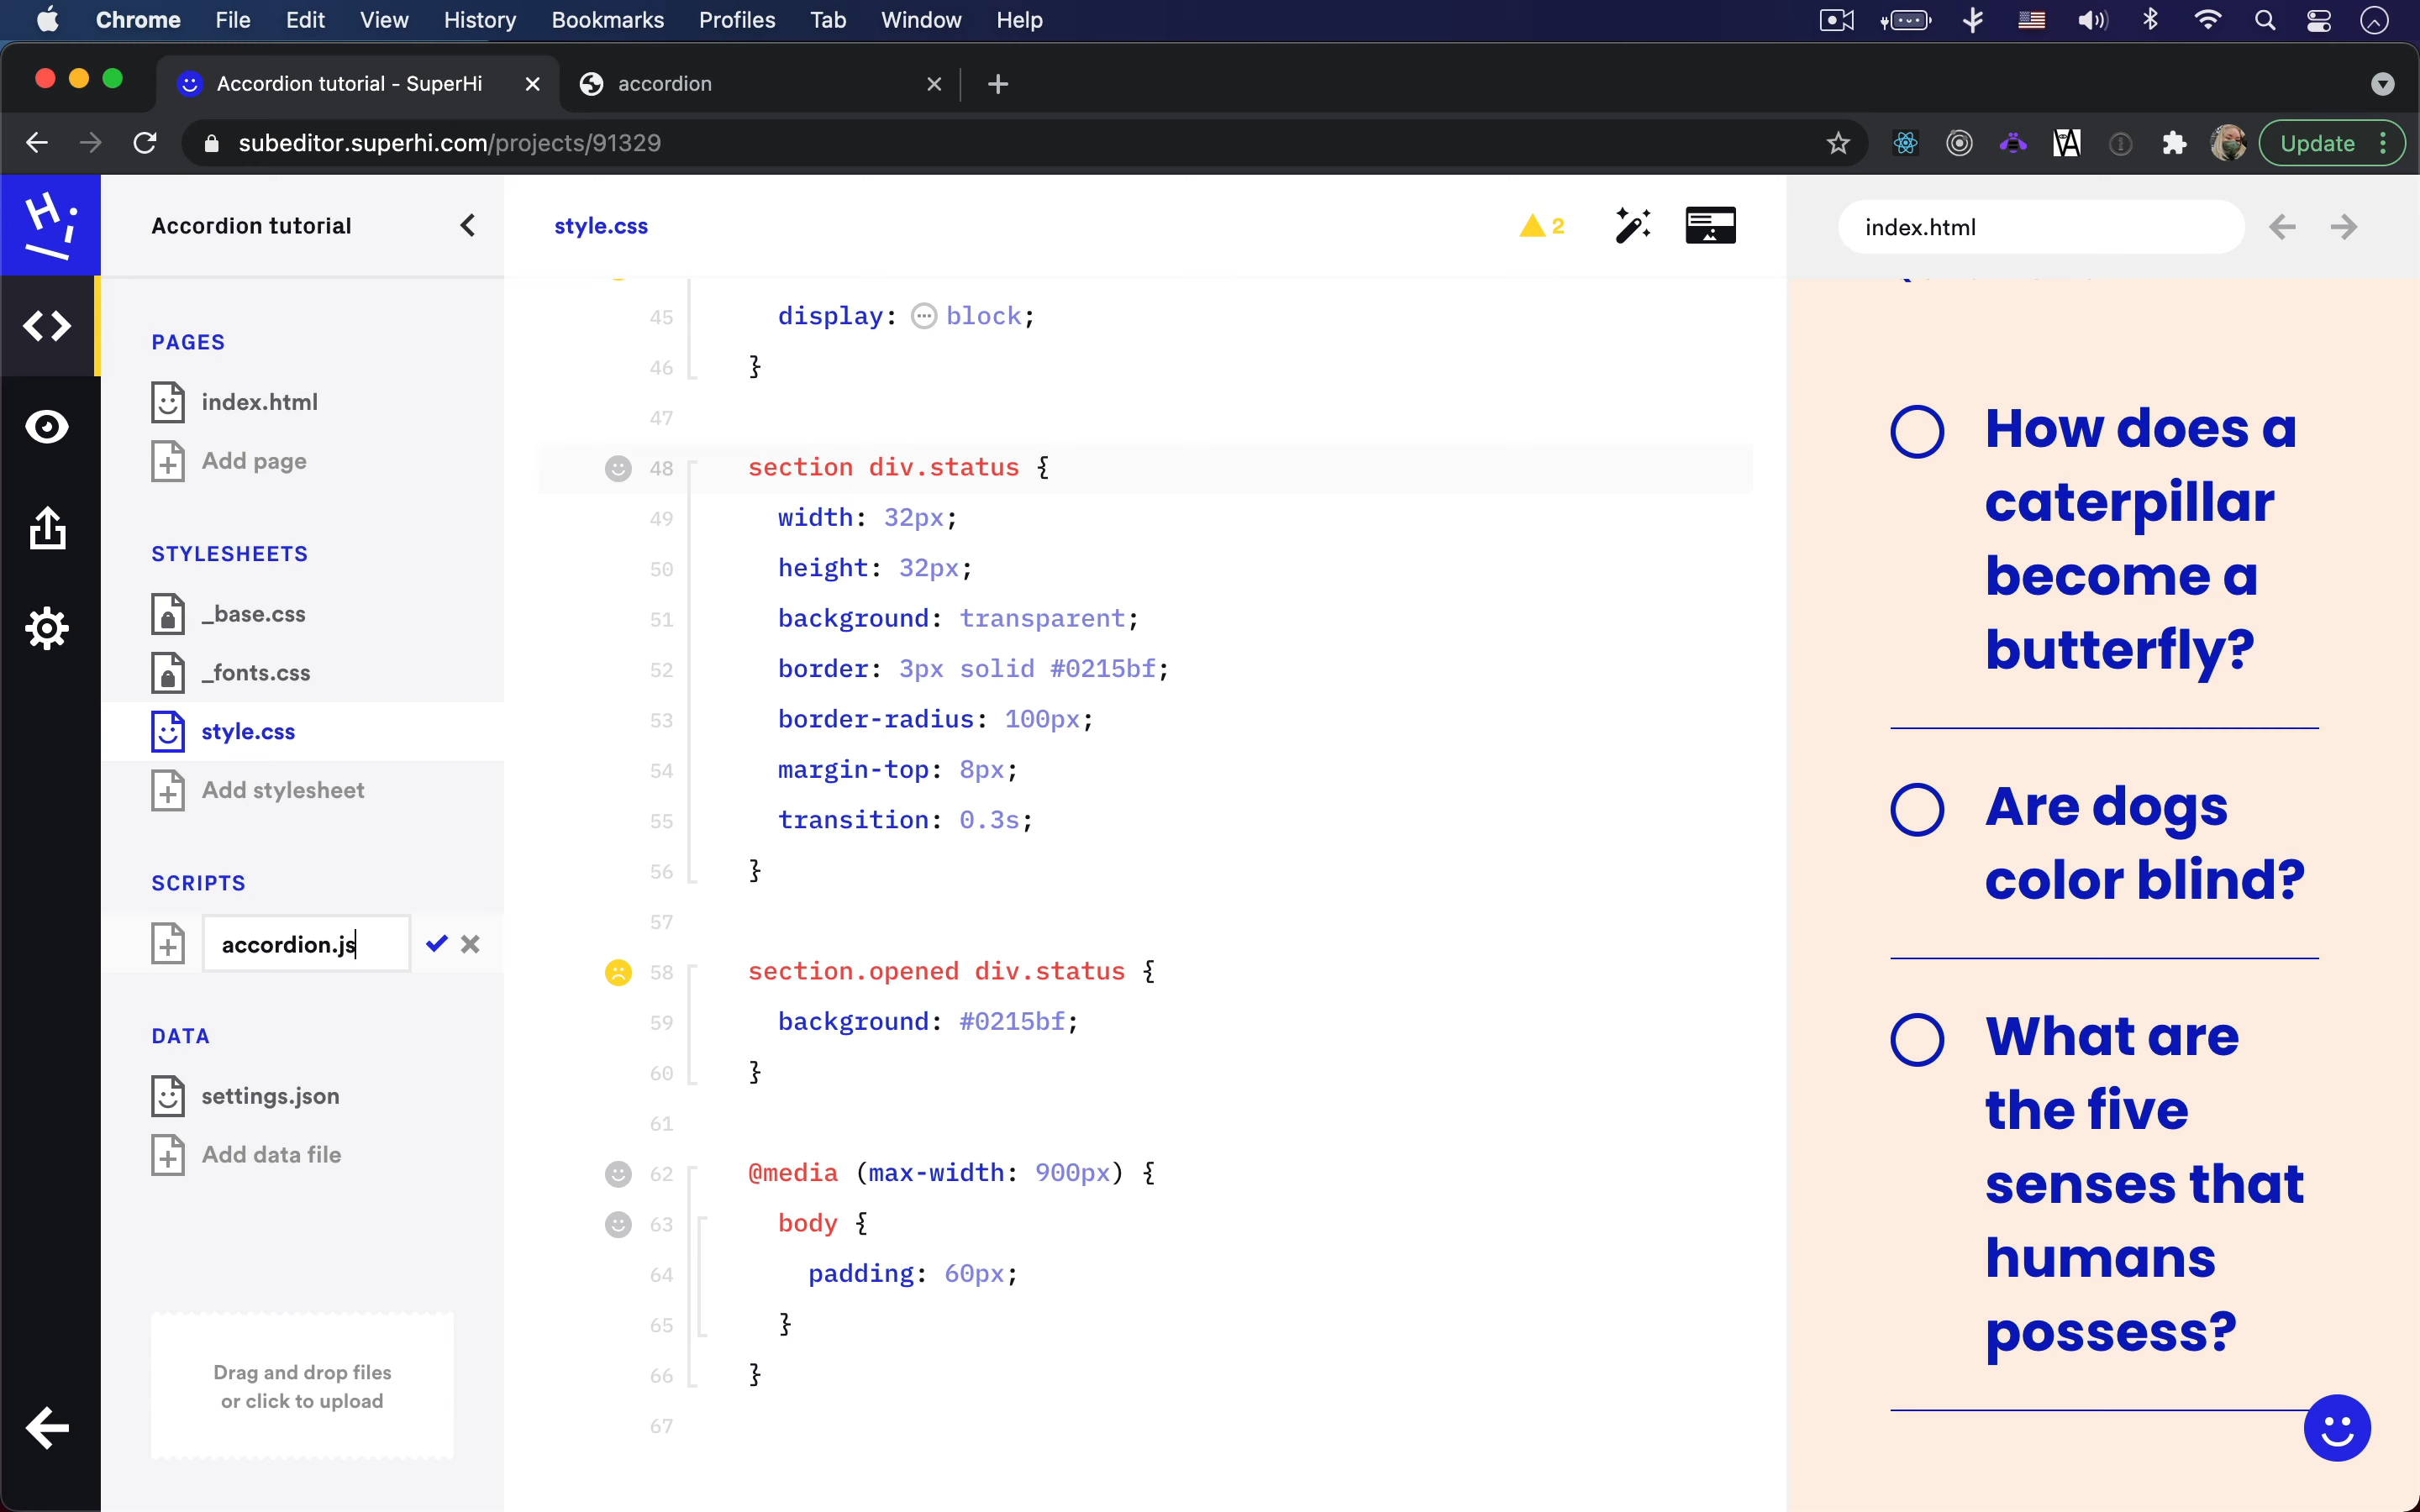 Chrome File Edit View History Bookmarks Profiles Tab Window Help
Accordion tutorial - SuperHi
accordion
subeditor.superhi.com/projects/91329
Update
Accordion tutorial
PAGES
index.html
Add page
STYLESHEETS
_base.css
_fonts.css
style.css
Add stylesheet
SCRIPTS
accordion.js
DATA
settings.json
Add data file
Drag and drop files
or click to upload
style.css
2
45 display: block;
46 }
47
48 section div.status {
49 width: 32px;
50 height: 32px;
51 background: transparent;
52 border: 3px solid #0215bf;
53 border-radius: 100px;
54 margin-top: 8px;
55 transition: 0.3s;
56 }
57
58 section.opened div.status {
59 background: #0215bf;
60 }
61
62 @media (max-width: 900px) {
63 body {
64 padding: 60px;
65 }
66 }
67
index.html
How does a
caterpillar
become a
butterfly?
Are dogs
color blind?
What are
the five
senses that
humans
possess?